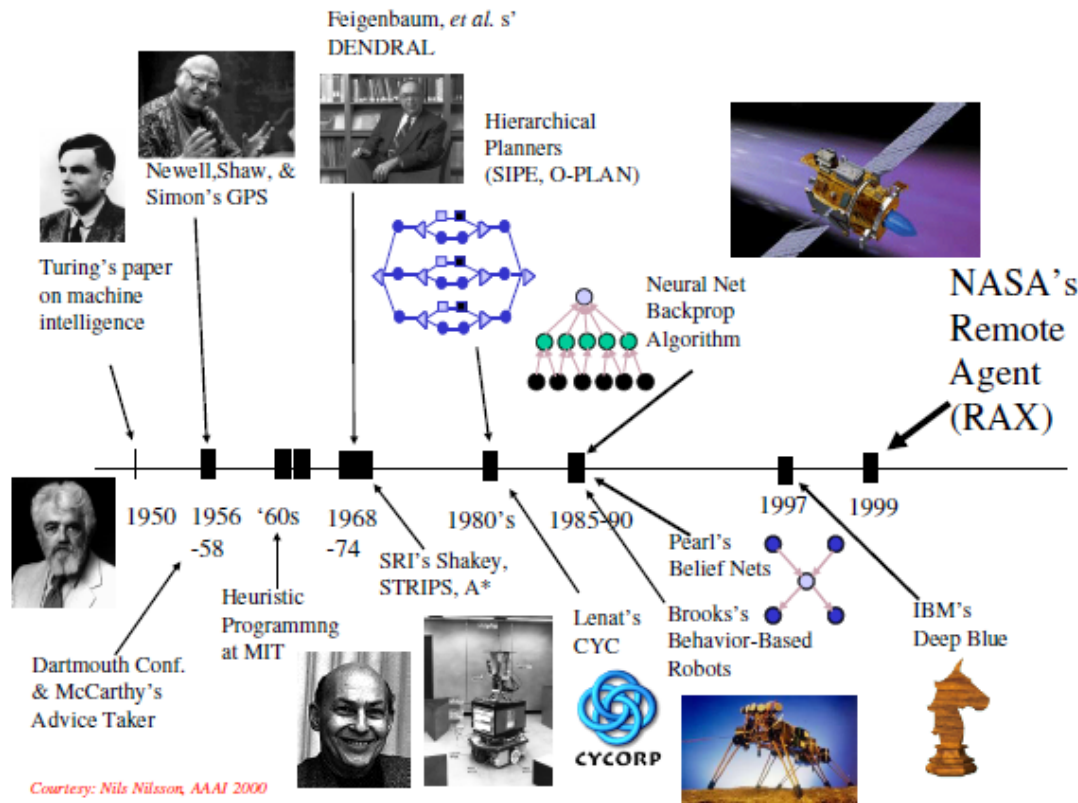 Feigenbaum, et al. s'
DENDRAL
Newell,Shaw, &
Simon's GPS
Hierarchical
Planners
(SIPE, O-PLAN)
Turing's paper
on machine
intelligence
Neural Net
Backprop
Algorithm
NASA's
Remote
Agent
(RAX)
1950
1956
-58
'60s
1968
-74
1980's
1985-90
1997
1999
SRI's Shakey,
STRIPS, A*
Pearl's
Belief Nets
Heuristic
Programmng
at MIT
Lenat's
CYC
CYCORP
Brooks's
Behavior-Based
Robots
IBM's
Deep Blue
Dartmouth Conf.
& McCarthy's
Advice Taker
Courtesy: Nils Nilsson, AAAI 2000